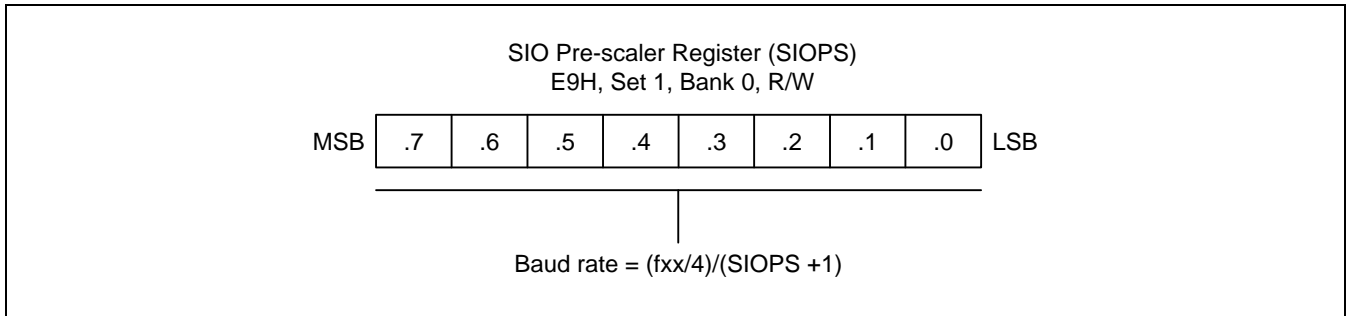 SIO Pre-scaler Register (SIOPS)
E9H, Set 1, Bank 0, R/W
MSB .7 .6 .5 .4 .3 .2 .1 .0 LSB
Baud rate = (fxx/4)/(SIOPS +1)